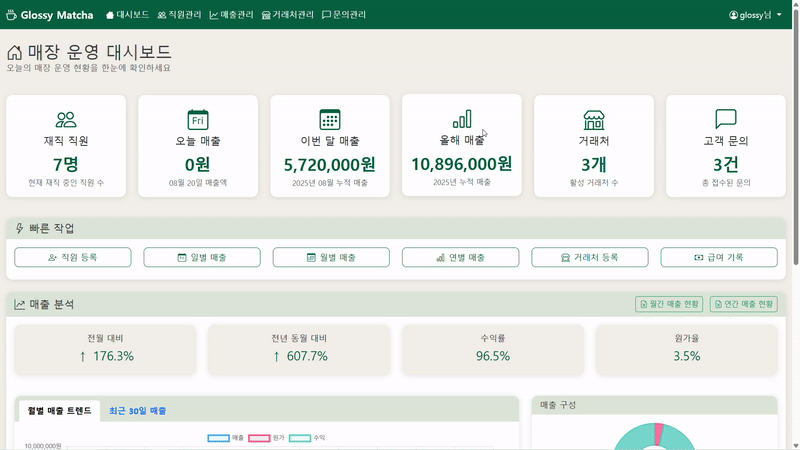 Glossy Matcha 대시보드 직원관리 매출관리 거래처관리 문의관리 glossy님
매장 운영 대시보드
오늘의 매장 운영 현황을 한눈에 확인하세요
재직 직원
7명
현재 재직 중인 직원 수
Fri
오늘 매출
0원
08월 20일 매출액
이번 달 매출
5,720,000원
2025년 08월 누적 매출
올해 매출
10,896,000원
2025년 누적 매출
거래처
3개
활성 거래처 수
고객 문의
3건
총 접수된 문의
빠른 작업
직원 등록 일별 매출 월별 매출 연별 매출 거래처 등록 급여 기록
매출 분석 월간 매출 현황 연간 매출 현황
전월 대비
↑ 176.3%
전년 동월 대비
↑ 607.7%
수익률
96.5%
원가율
3.5%
월별 매출 트렌드 최근 30일 매출
매출 원가 수익
10,000,000원
매출 구성